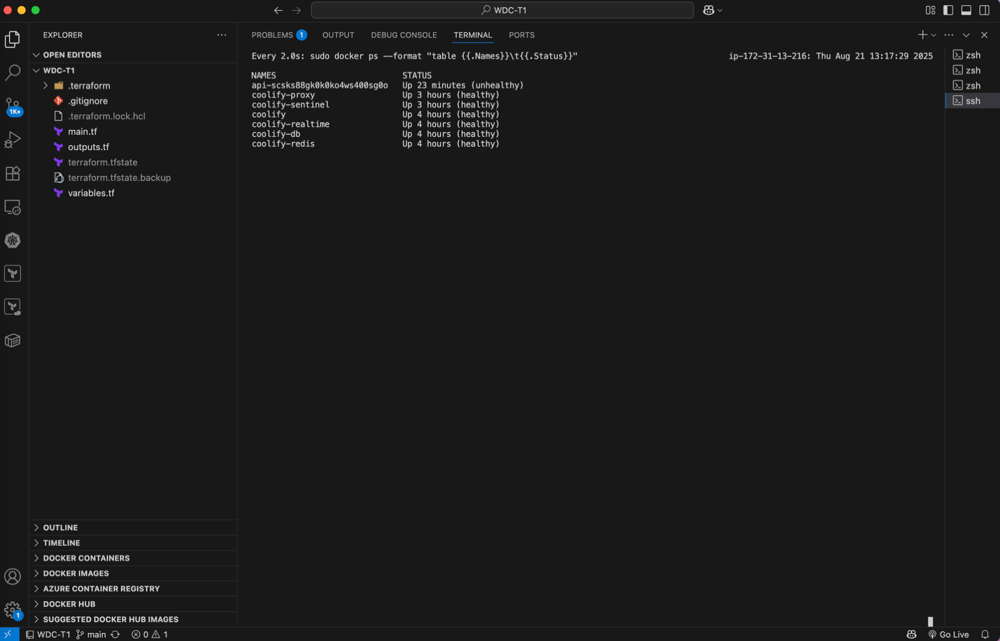 WDC-T1
EXPLORER
OPEN EDITORS
WDC-T1
.terraform
.gitignore
.terraform.lock.hcl
main.tf
outputs.tf
terraform.tfstate
terraform.tfstate.backup
variables.tf
OUTLINE
TIMELINE
DOCKER CONTAINERS
DOCKER IMAGES
AZURE CONTAINER REGISTRY
DOCKER HUB
SUGGESTED DOCKER HUB IMAGES
1K+
1
PROBLEMS 1 OUTPUT DEBUG CONSOLE TERMINAL PORTS
Every 2.0s: sudo docker ps --format "table {{.Names}}\t{{.Status}}" ip-172-31-13-216: Thu Aug 21 13:17:29 2025
NAMES STATUS
api-scsks88gk0k0ko4ws400sg0o Up 23 minutes (unhealthy)
coolify-proxy Up 3 hours (healthy)
coolify-sentinel Up 3 hours (healthy)
coolify Up 4 hours (healthy)
coolify-realtime Up 4 hours (healthy)
coolify-db Up 4 hours (healthy)
coolify-redis Up 4 hours (healthy)
zsh
zsh
zsh
ssh
WDC-T1 main 0 1 Go Live